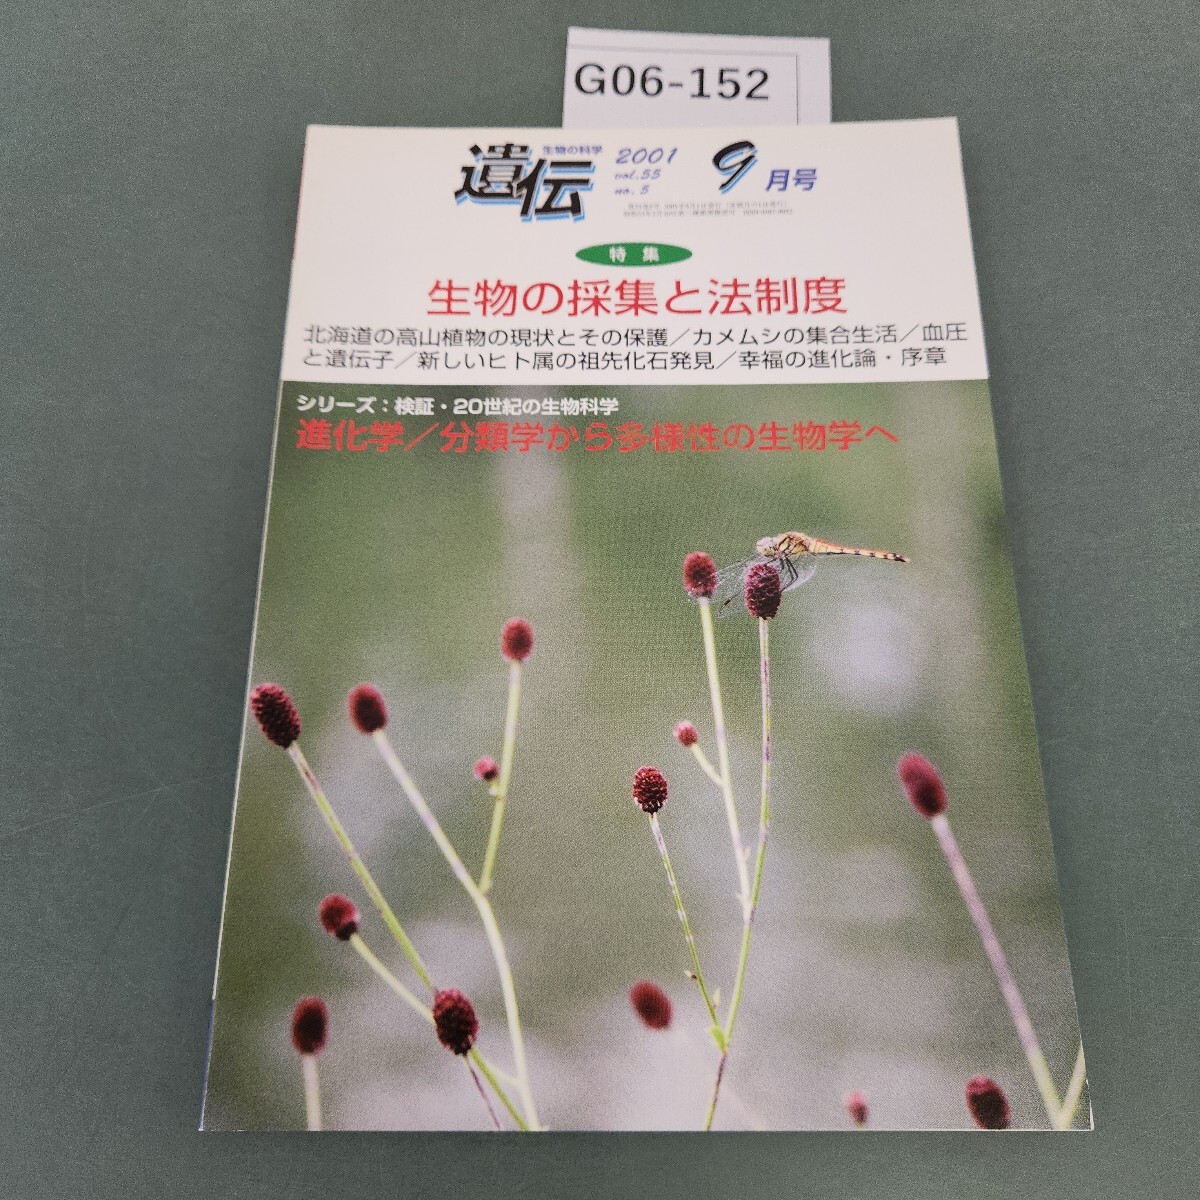 G06-152
生物の科学
遺伝
2001
vol.55
no.5
9月号
特集
生物の採集と法制度
北海道の高山植物の現状とその保護／カメムシの集合生活／血圧
と遺伝子／新しいヒト属の祖先化石発見／幸福の進化論・序章
シリーズ：検証・20世紀の生物科学
進化学／分類学から多様性の生物学へ